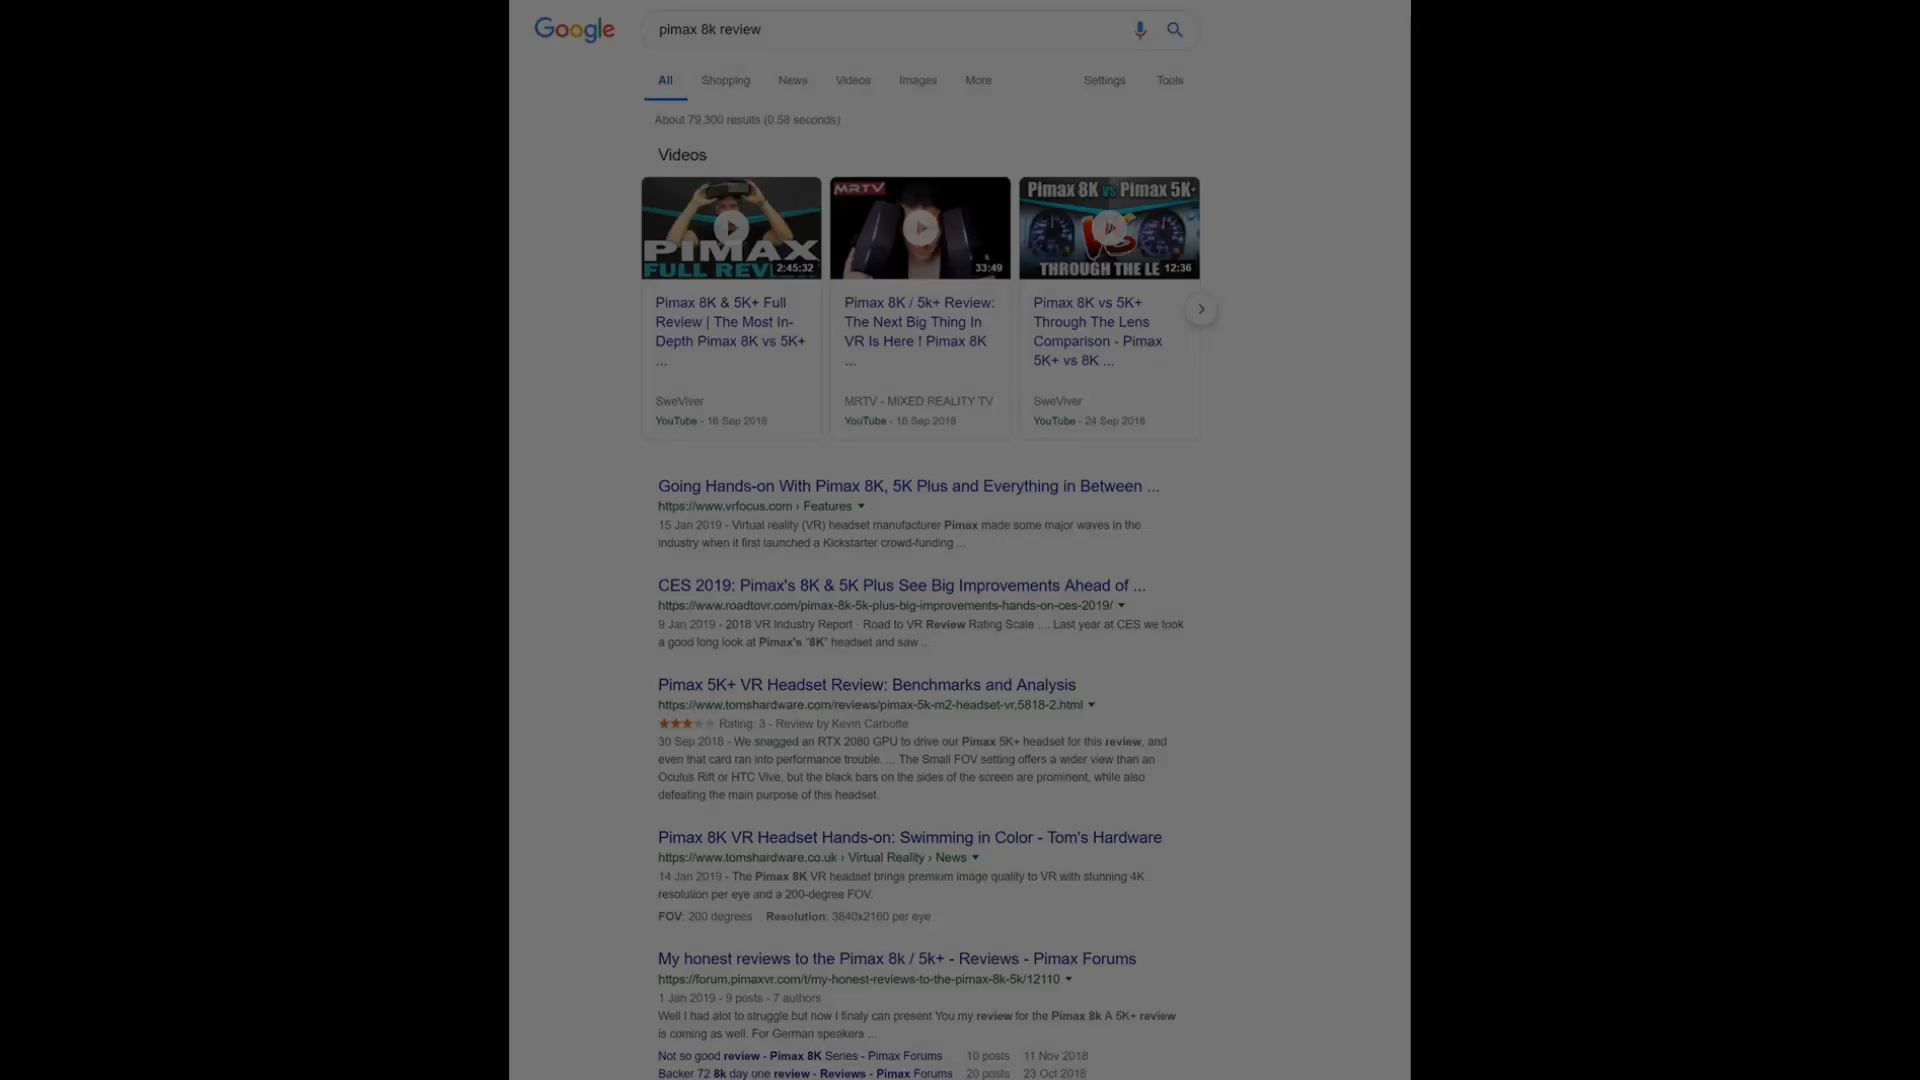 Google
pimax 8k review
All Shopping News Videos Images More Settings Tools
About 79,300 results (0.58 seconds)
Videos
PIMAX
FULL REV
2:45:32
MRTV
33:49
Pimax 8K vs Pimax 5K+
VS
THROUGH THE LE
12:36
Pimax 8K & 5K+ Full
Review | The Most In-
Depth Pimax 8K vs 5K+
...
SweViver
YouTube - 16 Sep 2018
Pimax 8K / 5k+ Review:
The Next Big Thing In
VR Is Here ! Pimax 8K
...
MRTV - MIXED REALITY TV
YouTube - 16 Sep 2018
Pimax 8K vs 5K+
Through The Lens
Comparison - Pimax
5K+ vs 8K ...
SweViver
YouTube - 24 Sep 2018
Going Hands-on With Pimax 8K, 5K Plus and Everything in Between ...
https://www.vrfocus.com › Features
15 Jan 2019 - Virtual reality (VR) headset manufacturer Pimax made some major waves in the
industry when it first launched a Kickstarter crowd-funding ...
CES 2019: Pimax's 8K & 5K Plus See Big Improvements Ahead of ...
https://www.roadtovr.com/pimax-8k-5k-plus-big-improvements-hands-on-ces-2019/
9 Jan 2019 - 2018 VR Industry Report · Road to VR Review Rating Scale .... Last year at CES we took
a good long look at Pimax's "8K" headset and saw ...
Pimax 5K+ VR Headset Review: Benchmarks and Analysis
https://www.tomshardware.com/reviews/pimax-5k-m2-headset-vr,5818-2.html
Rating: 3 - Review by Kevin Carbotte
30 Sep 2018 - We snagged an RTX 2080 GPU to drive our Pimax 5K+ headset for this review, and
even that card ran into performance trouble. ... The Small FOV setting offers a wider view than an
Oculus Rift or HTC Vive, but the black bars on the sides of the screen are prominent, while also
defeating the main purpose of this headset.
Pimax 8K VR Headset Hands-on: Swimming in Color - Tom's Hardware
https://www.tomshardware.co.uk › Virtual Reality › News
14 Jan 2019 - The Pimax 8K VR headset brings premium image quality to VR with stunning 4K
resolution per eye and a 200-degree FOV.
FOV: 200 degrees Resolution: 3840x2160 per eye
My honest reviews to the Pimax 8k / 5k+ - Reviews - Pimax Forums
https://forum.pimaxvr.com/t/my-honest-reviews-to-the-pimax-8k-5k/12110
1 Jan 2019 - 9 posts - 7 authors
Well I had alot to struggle but now I finaly can present You my review for the Pimax 8k A 5K+ review
is coming as well. For German speakers ...
Not so good review - Pimax 8K Series - Pimax Forums 10 posts 11 Nov 2018
Backer 72 8k day one review - Reviews - Pimax Forums 20 posts 23 Oct 2018